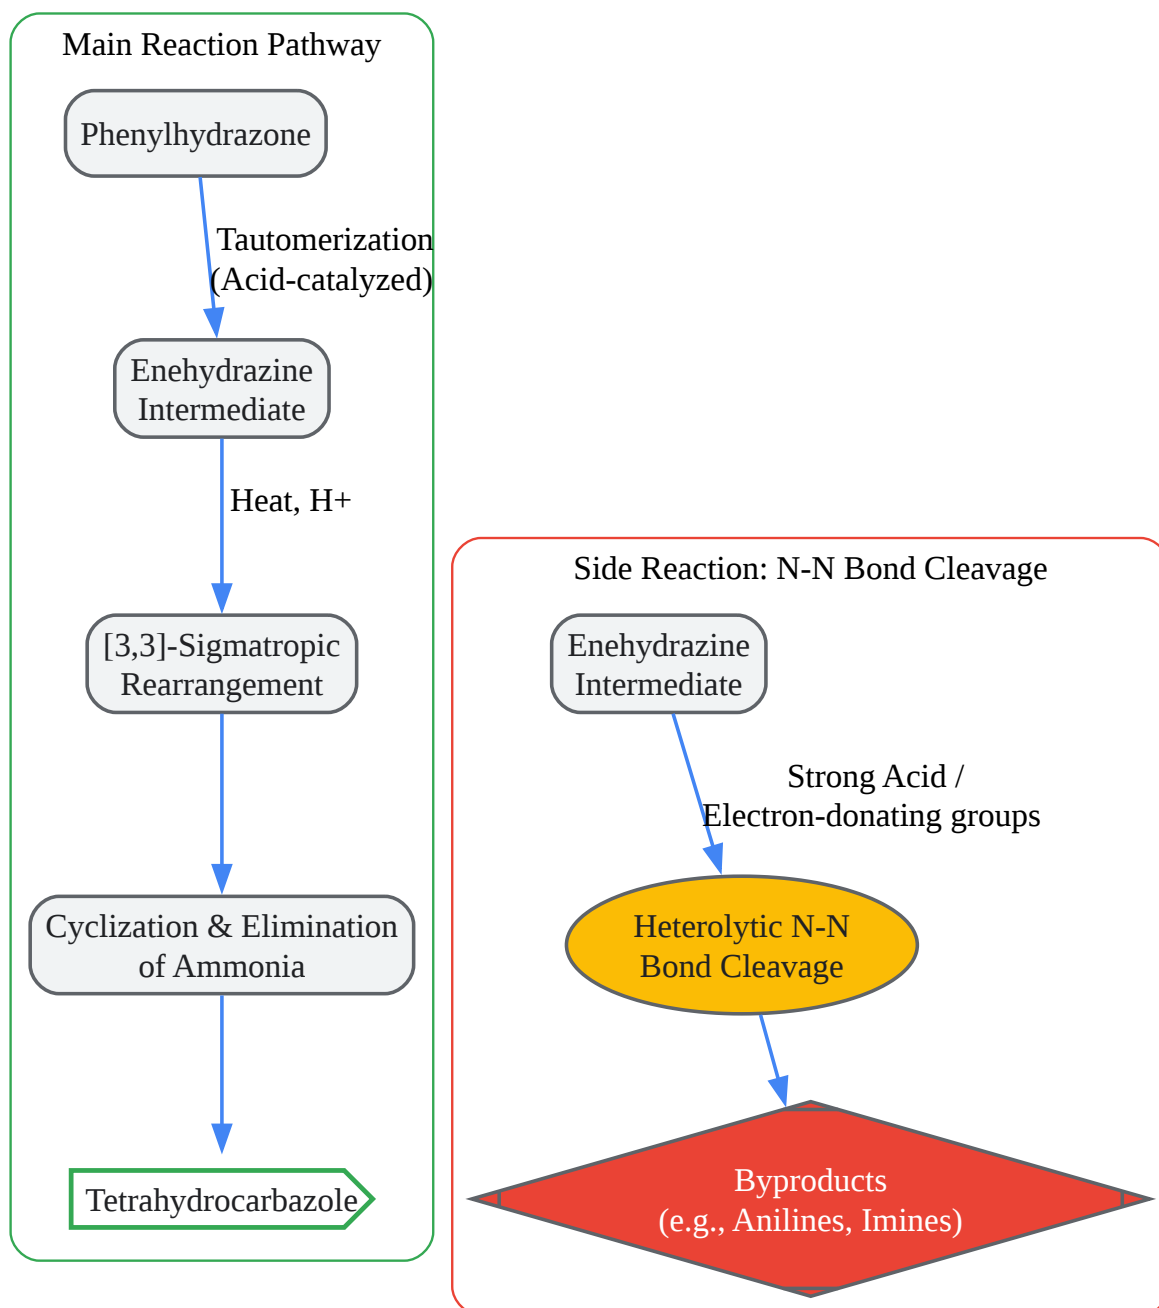 Main Reaction Pathway
Phenylhydrazone
Tautomerization
(Acid-catalyzed)
Enehydrazine
Intermediate
Heat, H+
[3,3]-Sigmatropic
Rearrangement
Cyclization & Elimination
of Ammonia
Tetrahydrocarbazole
Side Reaction: N-N Bond Cleavage
Enehydrazine
Intermediate
Strong Acid /
Electron-donating groups
Heterolytic N-N
Bond Cleavage
Byproducts
(e.g., Anilines, Imines)